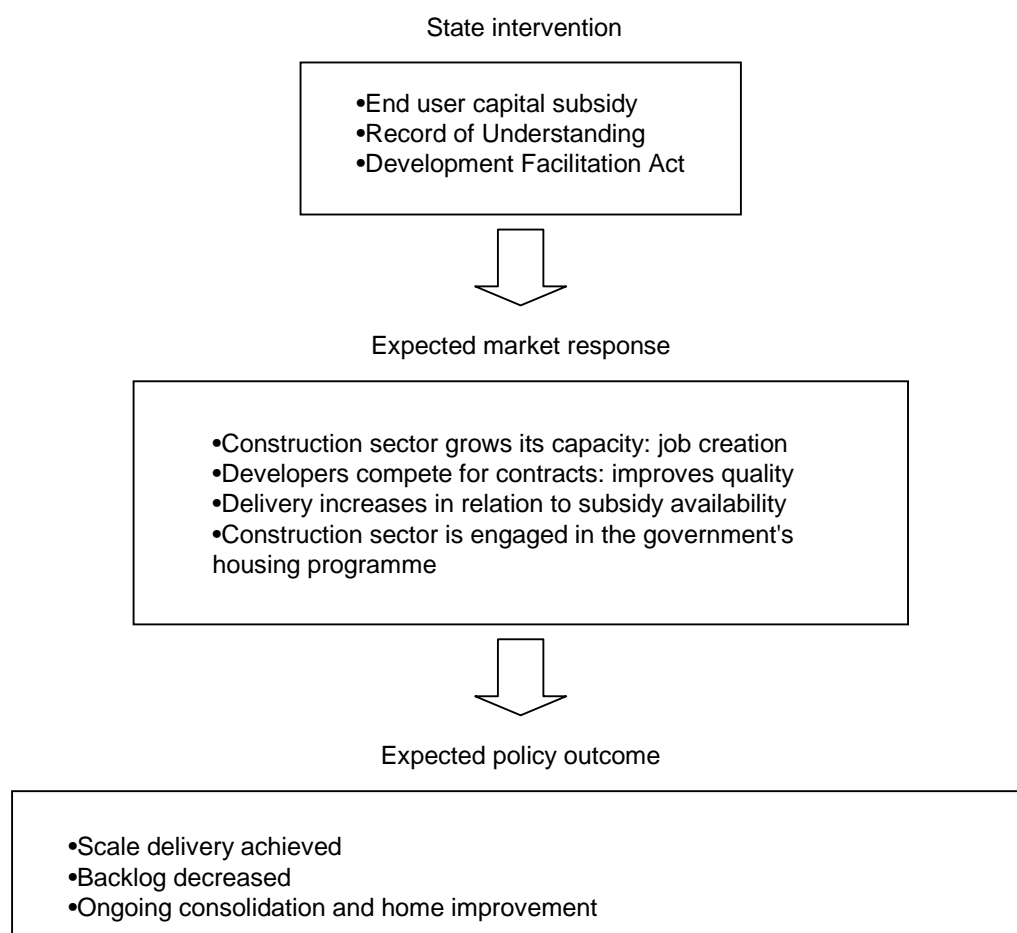 State intervention
•End user capital subsidy
•Record of Understanding
•Development Facilitation Act
Expected market response
•Construction sector grows its capacity: job creation
•Developers compete for contracts: improves quality
•Delivery increases in relation to subsidy availability
•Construction sector is engaged in the government's
housing programme
Expected policy outcome
•Scale delivery achieved
•Backlog decreased
•Ongoing consolidation and home improvement